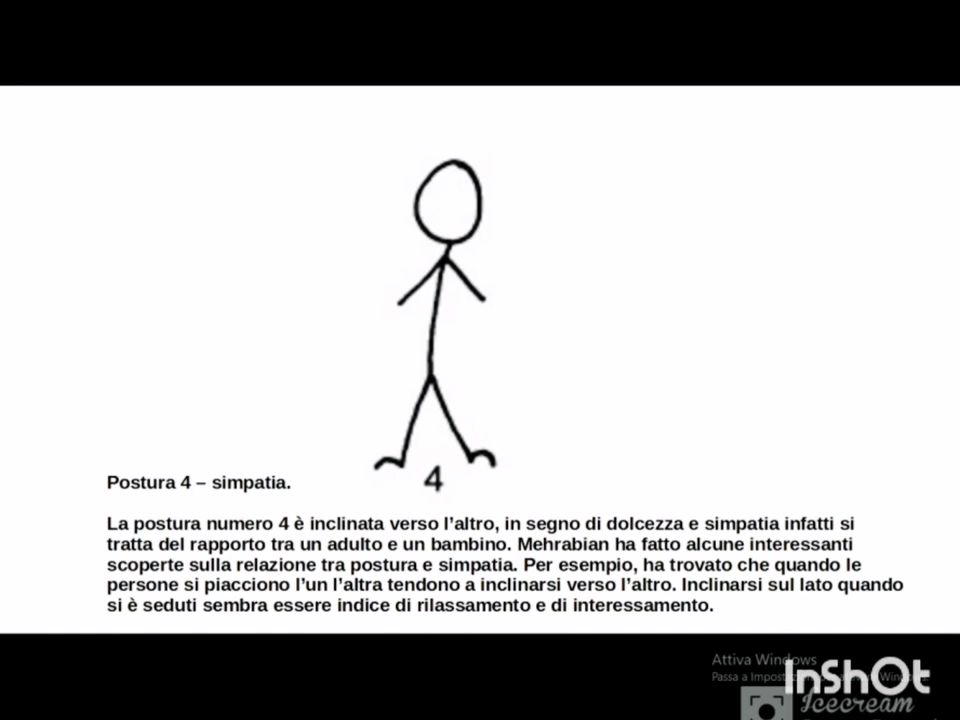 4
Postura 4 – simpatia.
La postura numero 4 è inclinata verso l’altro, in segno di dolcezza e simpatia infatti si
tratta del rapporto tra un adulto e un bambino. Mehrabian ha fatto alcune interessanti
scoperte sulla relazione tra postura e simpatia. Per esempio, ha trovato che quando le
persone si piacciono l’un l’altra tendono a inclinarsi verso l’altro. Inclinarsi sul lato quando
si è seduti sembra essere indice di rilassamento e di interessamento.
Attiva Windows
Passa a
InShOt
Icecream